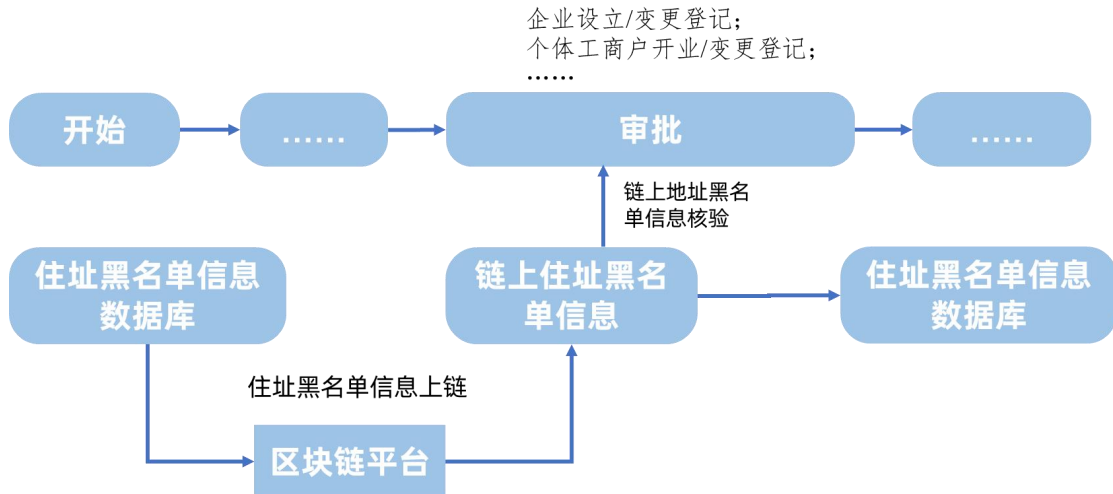 企业设立/变更登记;
个体工商户开业/变更登记;
……
开始
……
审批
……
链上地址黑名
单信息核验
住址黑名单信息
数据库
链上住址黑名
单信息
住址黑名单信息
数据库
住址黑名单信息上链
区块链平台